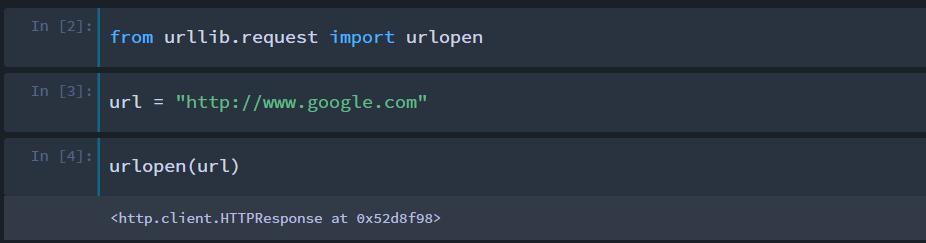 In [2]: from urllib.request import urlopen
In [3]: url = "http://www.google.com"
In [4]: urlopen(url)
<http.client.HTTPResponse at 0x52d8f98>